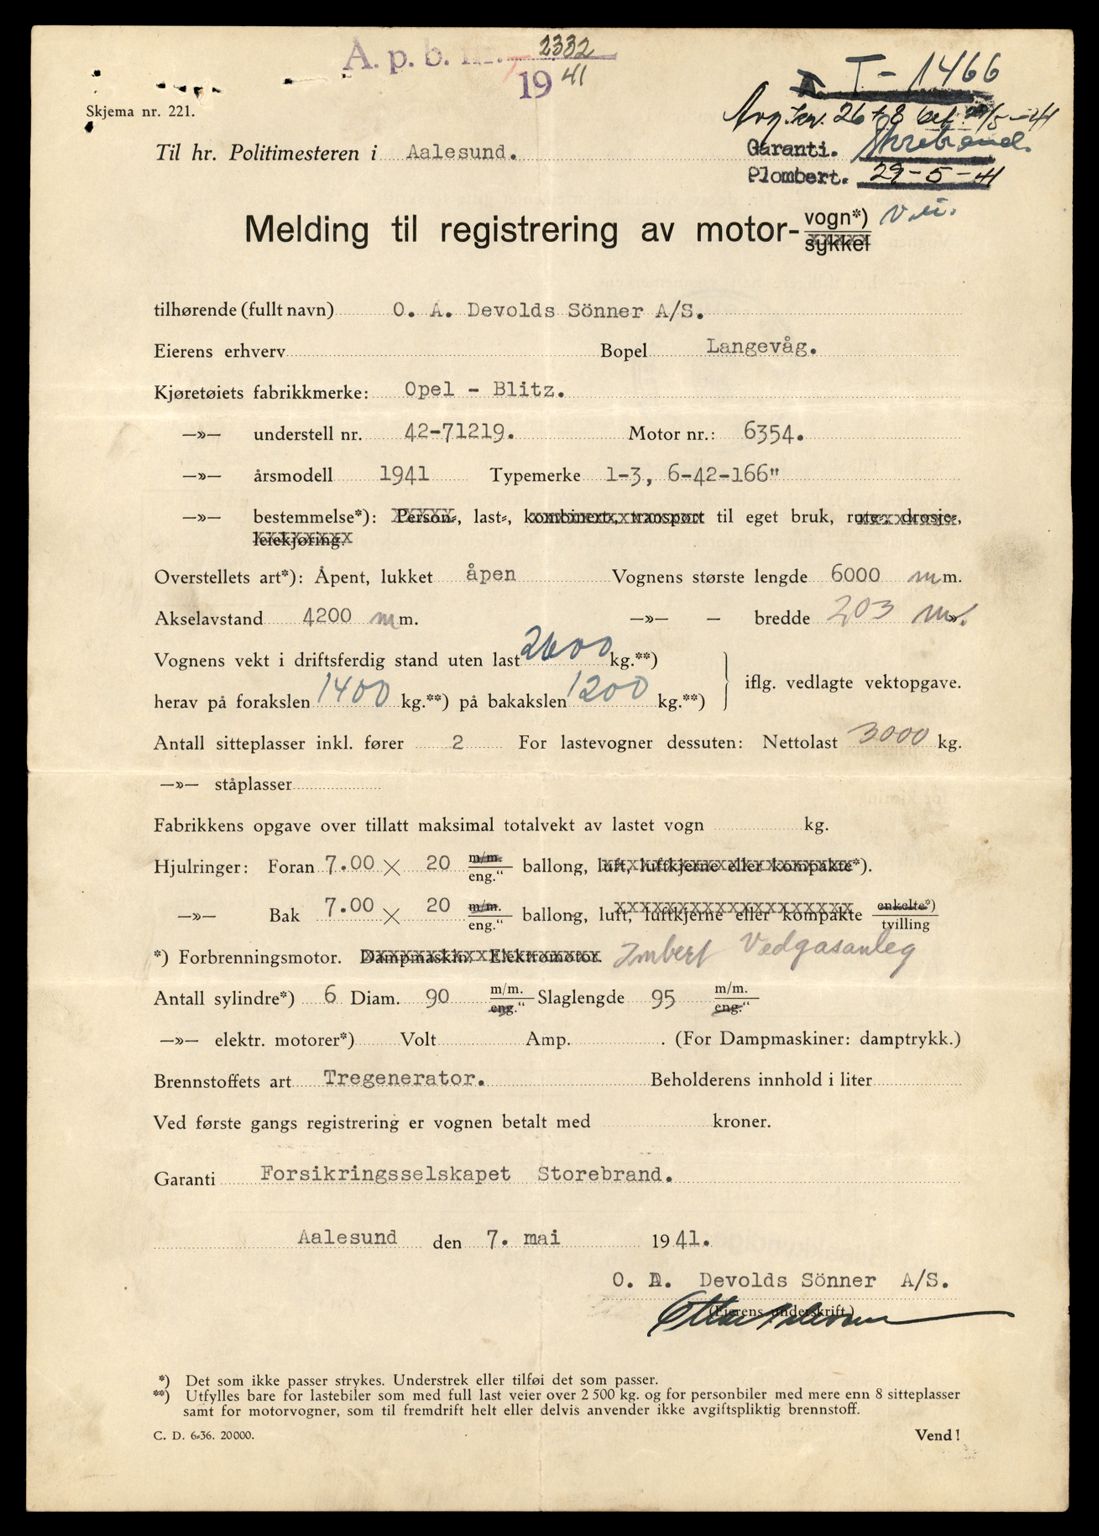 A. p. b. nr. 2332
19 41
T-1466
Skjema nr. 221.
Avg. kv. 26 + 8 bet. /5-41
Garanti. Storebrand.
Plombert. 29-5-41
Til hr. Politimesteren i Aalesund.
Melding til registrering av motor- vogn*)
sykkel
tilhørende (fullt navn) O. A. Devolds Sönner A/S.
Eierens erhverv Bopel Langevåg.
Kjøretøiets fabrikkmerke: Opel - Blitz.
—»— understell nr. 42-71219. Motor nr.: 6354.
—»— årsmodell 1941 Typemerke 1-3, 6-42-166"
—»— bestemmelse*): Person-, last-, kombinert, transport til eget bruk, rute-, drosje-,
leiekjøring.
Overstellets art*): Åpent, lukket åpen Vognens største lengde 6000 mm.
Akselavstand 4200 mm. —»— — bredde 203 m.
Vognens vekt i driftsferdig stand uten last 2600 kg.**)
herav på forakslen 1400 kg.**) på bakakslen 1200 kg.**) iflg. vedlagte vektopgave.
Antall sitteplasser inkl. fører 2 For lastevogner dessuten: Nettolast 3000 kg.
—»— ståplasser
Fabrikkens opgave over tillatt maksimal totalvekt av lastet vogn kg.
Hjulringer: Foran 7.00 × 20 m/m. eng." ballong, luft, luftkjerne eller kompakte*).
—»— Bak 7.00 × 20 m/m. eng." ballong, luft, luftkjerne eller kompakte enkelte*) tvilling
*) Forbrenningsmotor. Dampmaskin. Elektromotor. Imbert Vedgasanleg
Antall sylindre*) 6 Diam. 90 m/m. eng." Slaglengde 95 m/m. eng."
—»— elektr. motorer*) Volt Amp. . (For Dampmaskiner: damptrykk.)
Brennstoffets art Tregenerator. Beholderens innhold i liter
Ved første gangs registrering er vognen betalt med kroner.
Garanti Forsikringsselskapet Storebrand.
Aalesund den 7. mai 1941.
O. A. Devolds Sönner A/S.
(Eierens underskrift.)
*) Det som ikke passer strykes. Understrek eller tilføi det som passer.
**) Utfylles bare for lastebiler som med full last veier over 2 500 kg. og for personbiler med mere enn 8 sitteplasser
samt for motorvogner, som til fremdrift helt eller delvis anvender ikke avgiftspliktig brennstoff.
C. D. 6-36. 20000.
Vend!